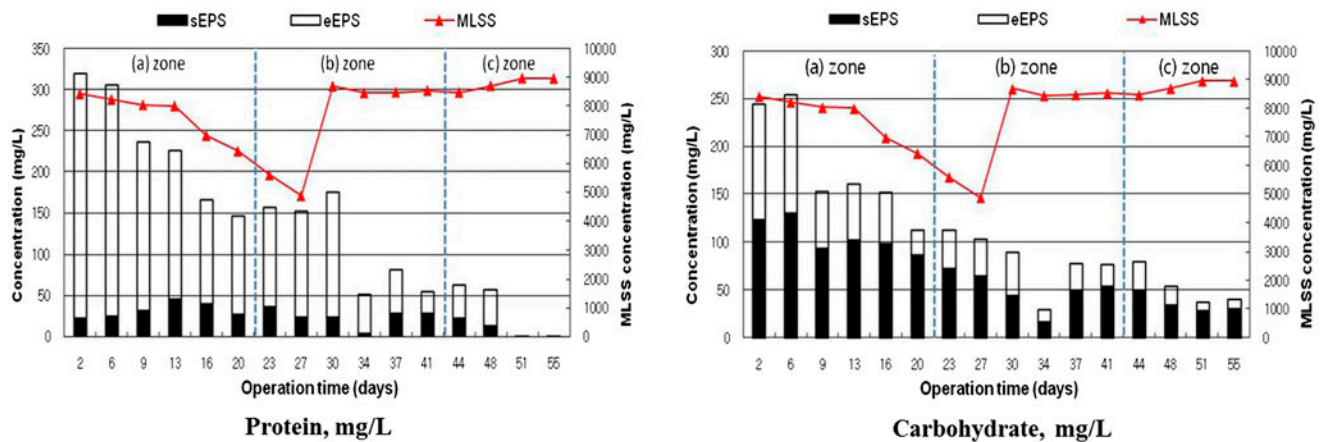 sEPS eEPS MLSS
350
300
250
200
150
100
50
0
Concentration (mg/L)
(a) zone (b) zone (c) zone
10000
9000
8000
7000
6000
5000
4000
3000
2000
1000
0
MLSS concentration (mg/L)
2 6 9 13 16 20 23 27 30 34 37 41 44 48 51 55
Operation time (days)
Protein, mg/L
sEPS eEPS MLSS
300
250
200
150
100
50
0
Concentration (mg/L)
(a) zone (b) zone (c) zone
10000
9000
8000
7000
6000
5000
4000
3000
2000
1000
0
MLSS concentration (mg/L)
2 6 9 13 16 20 23 27 30 34 37 41 44 48 51 55
Operation time (days)
Carbohydrate, mg/L